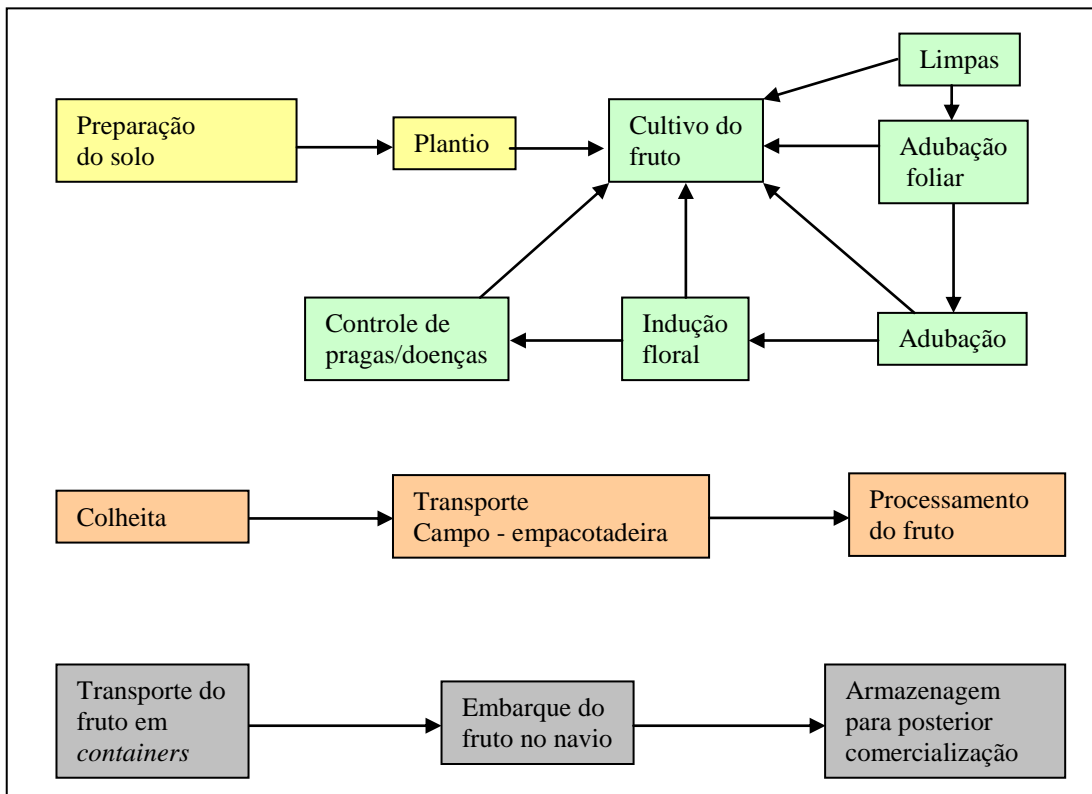 Limpas
Preparação
do solo
Plantio
Cultivo do
fruto
Adubação
foliar
Controle de
pragas/doenças
Indução
floral
Adubação
Colheita
Transporte
Campo - empacotadeira
Processamento
do fruto
Transporte do
fruto em
containers
Embarque do
fruto no navio
Armazenagem
para posterior
comercialização